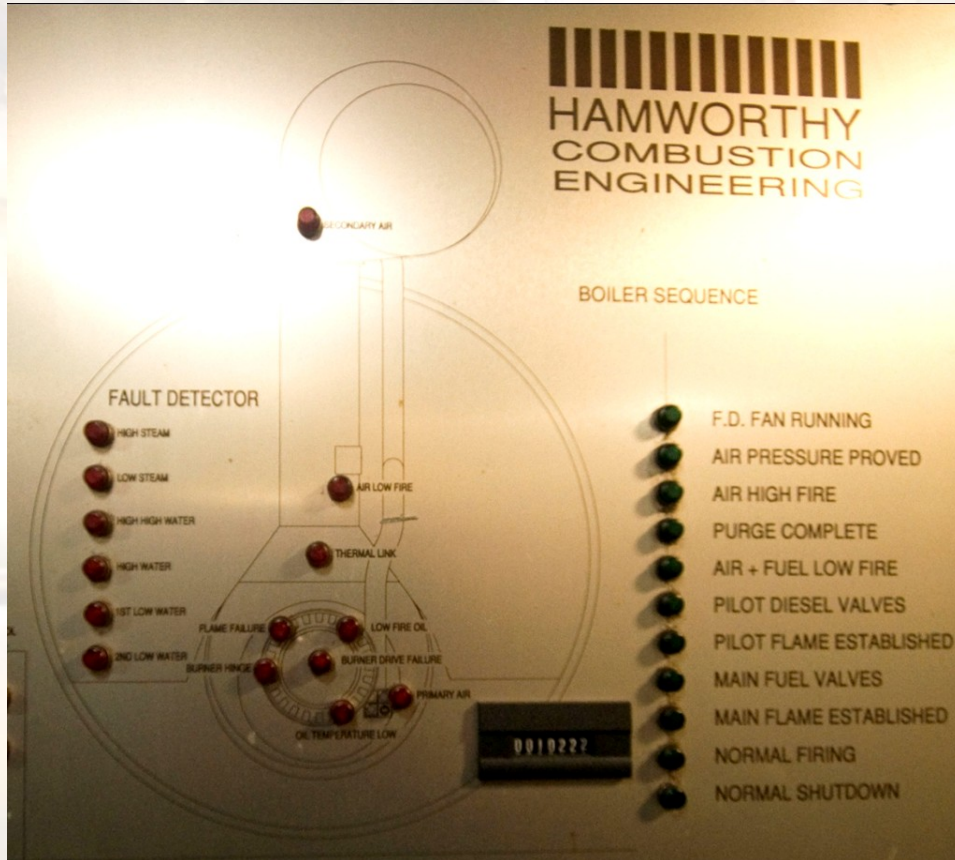 HAMWORTHY
COMBUSTION
ENGINEERING
SECONDARY AIR
BOILER SEQUENCE
FAULT DETECTOR
HIGH STEAM
LOW STEAM
HIGH HIGH WATER
HIGH WATER
1ST LOW WATER
2ND LOW WATER
AIR LOW FIRE
THERMAL LINK
FLAME FAILURE
LOW FIRE OIL
BURNER HINGE
BURNER DRIVE FAILURE
PRIMARY AIR
OIL TEMPERATURE LOW
0010222
F.D. FAN RUNNING
AIR PRESSURE PROVED
AIR HIGH FIRE
PURGE COMPLETE
AIR + FUEL LOW FIRE
PILOT DIESEL VALVES
PILOT FLAME ESTABLISHED
MAIN FUEL VALVES
MAIN FLAME ESTABLISHED
NORMAL FIRING
NORMAL SHUTDOWN